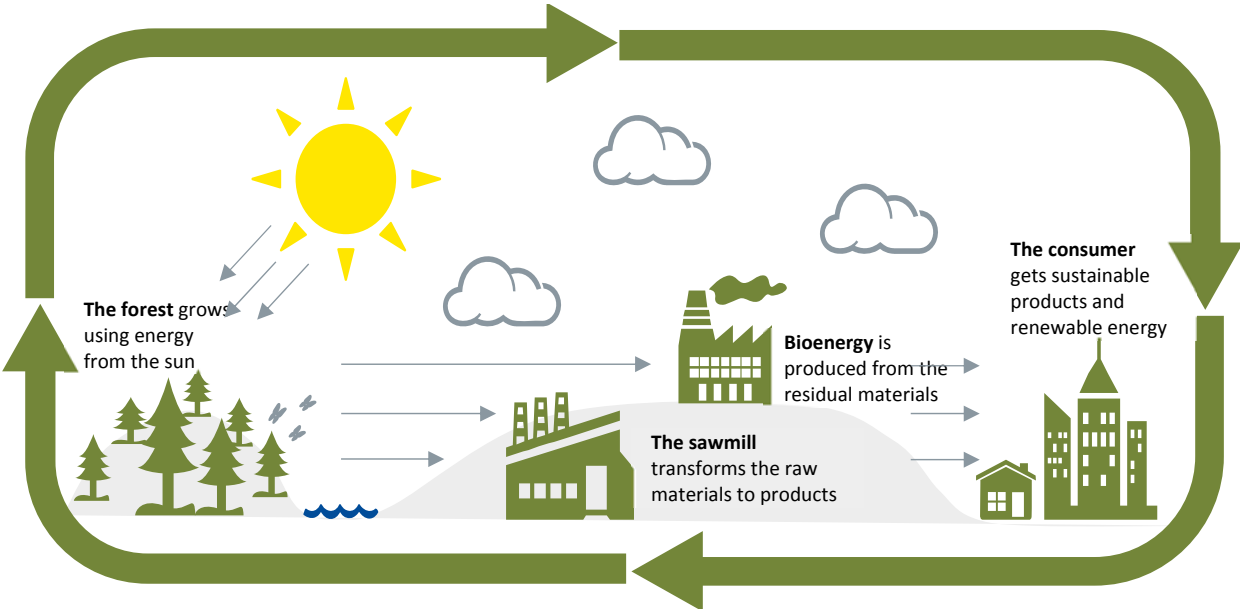 The forest grows
using energy
from the sun
The sawmill
transforms the raw
materials to products
Bioenergy is
produced from the
residual materials
The consumer
gets sustainable
products and
renewable energy